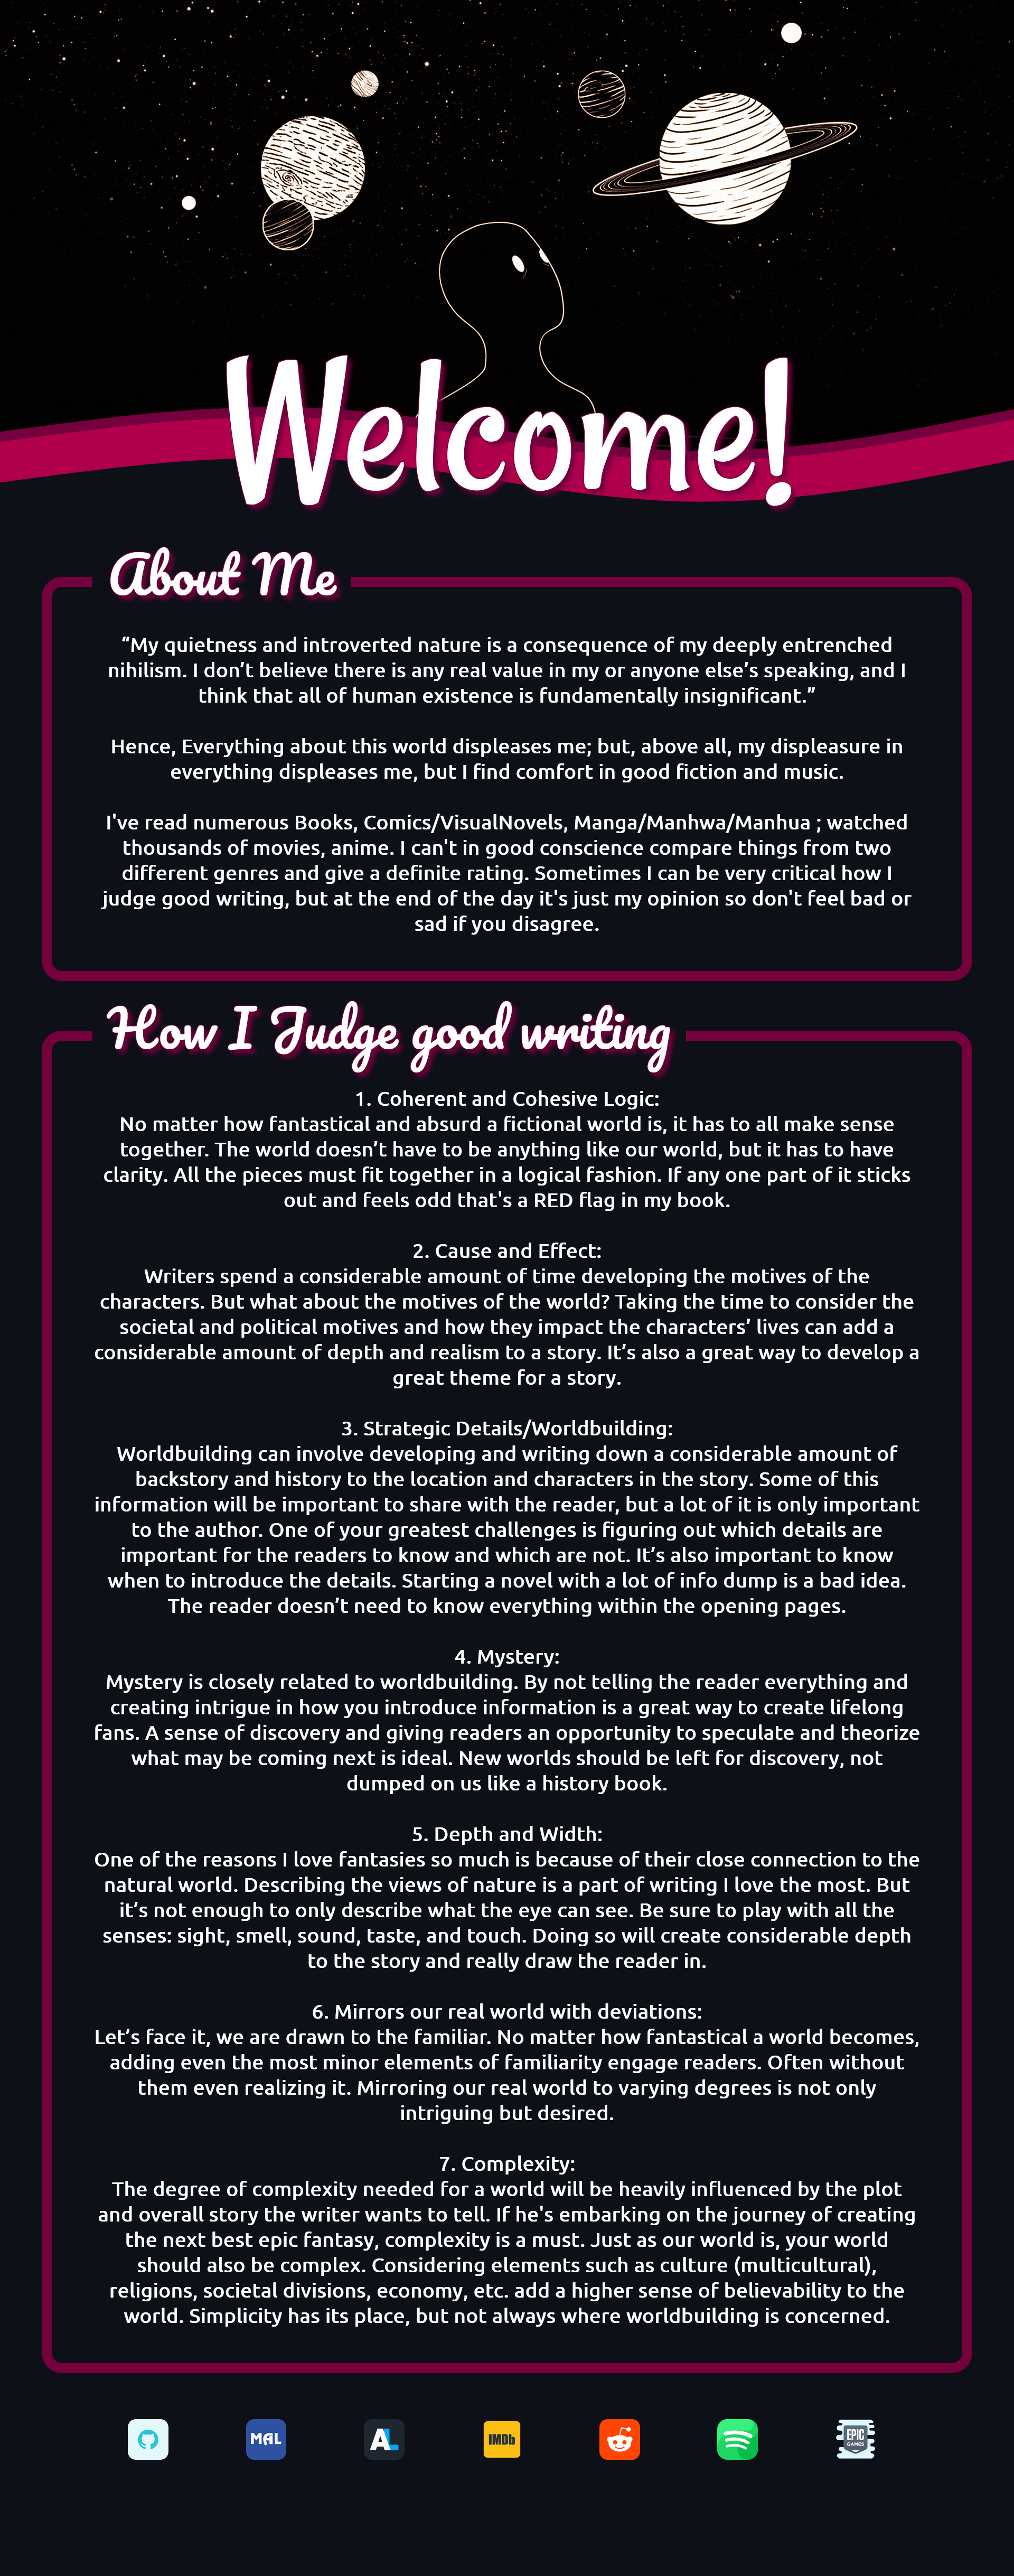 Welcome!
About Me
“My quietness and introverted nature is a consequence of my deeply entrenched
nihilism. I don’t believe there is any real value in my or anyone else’s speaking, and I
think that all of human existence is fundamentally insignificant.”
Hence, Everything about this world displeases me; but, above all, my displeasure in
everything displeases me, but I find comfort in good fiction and music.
I've read numerous Books, Comics/VisualNovels, Manga/Manhwa/Manhua ; watched
thousands of movies, anime. I can't in good conscience compare things from two
different genres and give a definite rating. Sometimes I can be very critical how I
judge good writing, but at the end of the day it's just my opinion so don't feel bad or
sad if you disagree.
How I Judge good writing
1. Coherent and Cohesive Logic:
No matter how fantastical and absurd a fictional world is, it has to all make sense
together. The world doesn’t have to be anything like our world, but it has to have
clarity. All the pieces must fit together in a logical fashion. If any one part of it sticks
out and feels odd that's a RED flag in my book.
2. Cause and Effect:
Writers spend a considerable amount of time developing the motives of the
characters. But what about the motives of the world? Taking the time to consider the
societal and political motives and how they impact the characters’ lives can add a
considerable amount of depth and realism to a story. It’s also a great way to develop a
great theme for a story.
3. Strategic Details/Worldbuilding:
Worldbuilding can involve developing and writing down a considerable amount of
backstory and history to the location and characters in the story. Some of this
information will be important to share with the reader, but a lot of it is only important
to the author. One of your greatest challenges is figuring out which details are
important for the readers to know and which are not. It’s also important to know
when to introduce the details. Starting a novel with a lot of info dump is a bad idea.
The reader doesn’t need to know everything within the opening pages.
4. Mystery:
Mystery is closely related to worldbuilding. By not telling the reader everything and
creating intrigue in how you introduce information is a great way to create lifelong
fans. A sense of discovery and giving readers an opportunity to speculate and theorize
what may be coming next is ideal. New worlds should be left for discovery, not
dumped on us like a history book.
5. Depth and Width:
One of the reasons I love fantasies so much is because of their close connection to the
natural world. Describing the views of nature is a part of writing I love the most. But
it’s not enough to only describe what the eye can see. Be sure to play with all the
senses: sight, smell, sound, taste, and touch. Doing so will create considerable depth
to the story and really draw the reader in.
6. Mirrors our real world with deviations:
Let’s face it, we are drawn to the familiar. No matter how fantastical a world becomes,
adding even the most minor elements of familiarity engage readers. Often without
them even realizing it. Mirroring our real world to varying degrees is not only
intriguing but desired.
7. Complexity:
The degree of complexity needed for a world will be heavily influenced by the plot
and overall story the writer wants to tell. If he's embarking on the journey of creating
the next best epic fantasy, complexity is a must. Just as our world is, your world
should also be complex. Considering elements such as culture (multicultural),
religions, societal divisions, economy, etc. add a higher sense of believability to the
world. Simplicity has its place, but not always where worldbuilding is concerned.
MAL AL IMDb EPIC GAMES